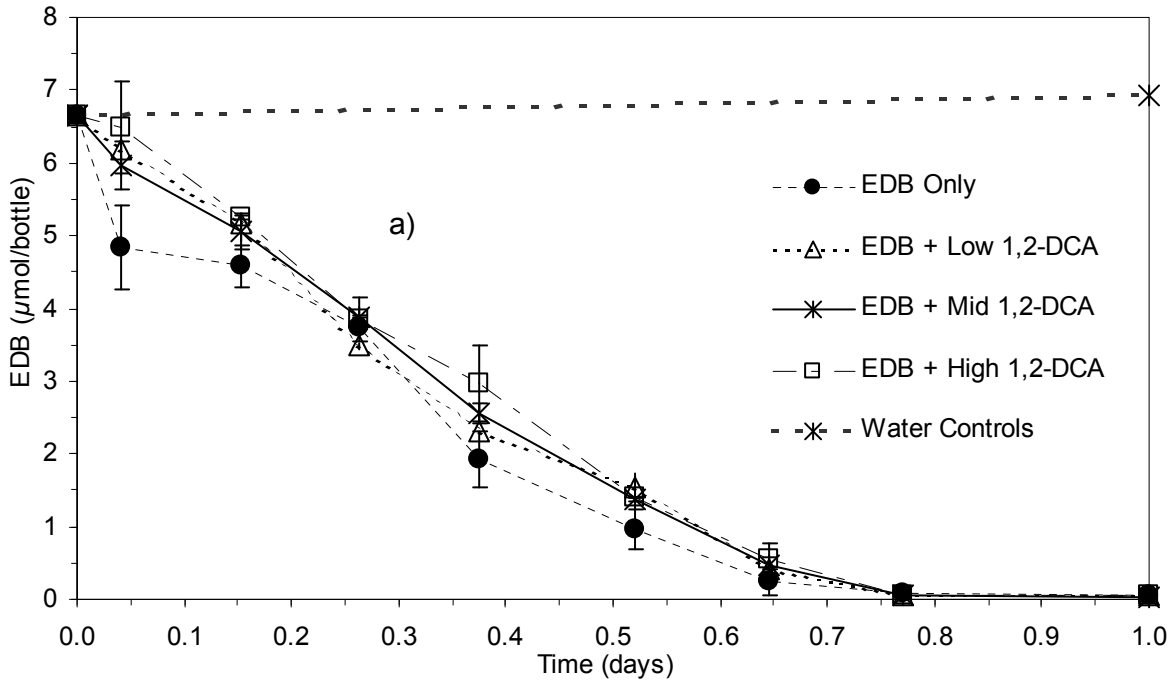 8
7
6
5
4
3
2
1
0
EDB (µmol/bottle)
a)
EDB Only
EDB + Low 1,2-DCA
EDB + Mid 1,2-DCA
EDB + High 1,2-DCA
Water Controls
0.0 0.1 0.2 0.3 0.4 0.5 0.6 0.7 0.8 0.9 1.0
Time (days)